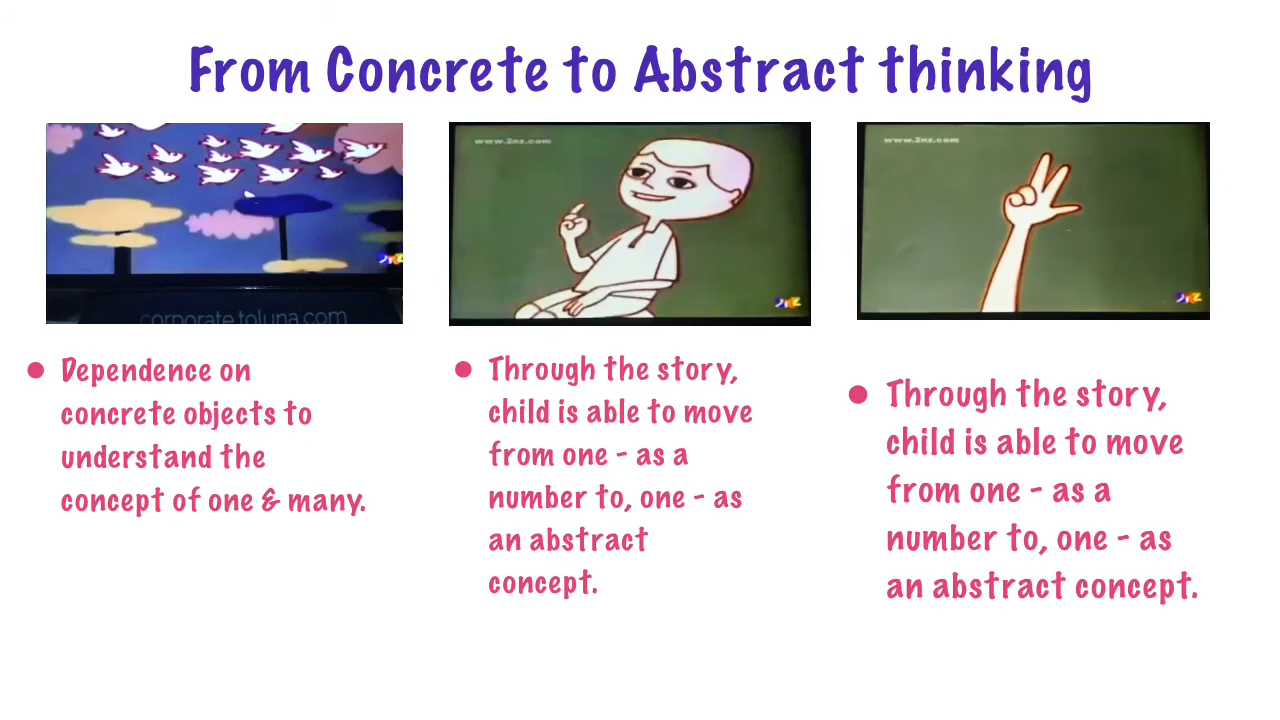 From Concrete to Abstract thinking
corporate.toluna.com
www.2nz.com
www.2nz.com
Dependence on
concrete objects to
understand the
concept of one & many.
Through the story,
child is able to move
from one - as a
number to, one - as
an abstract
concept.
Through the story,
child is able to move
from one - as a
number to, one - as
an abstract concept.